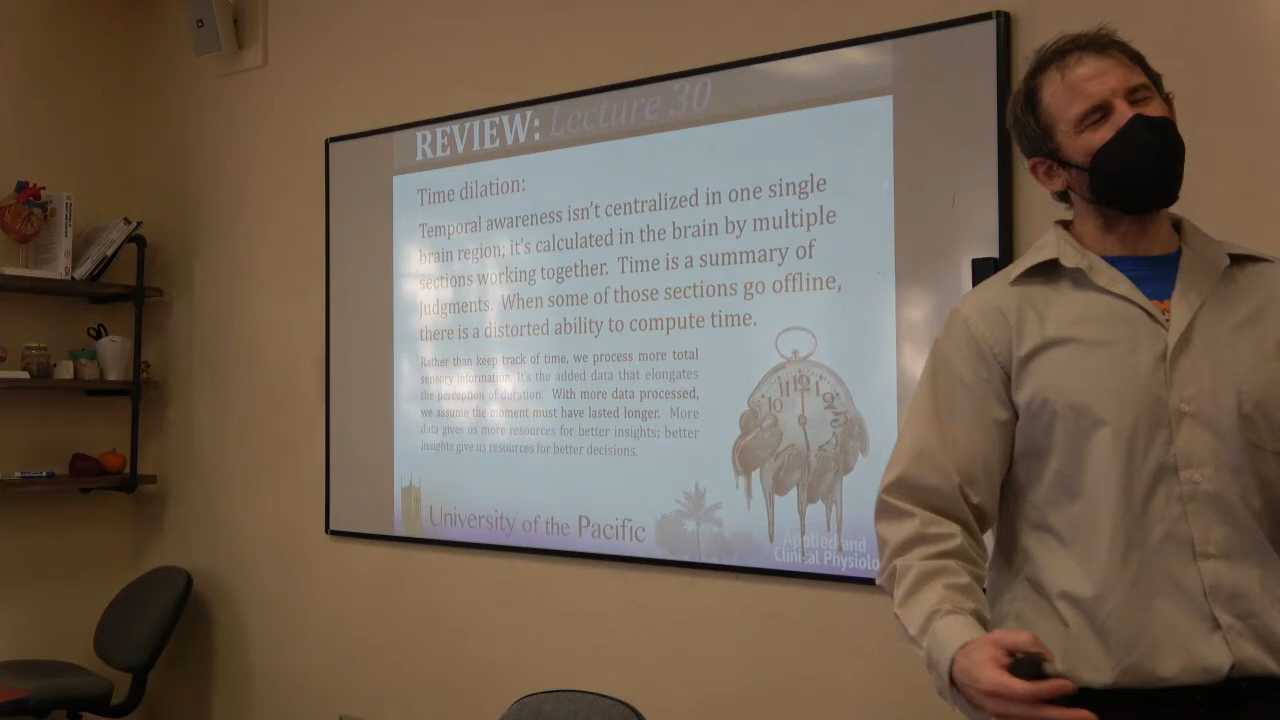 REVIEW: Lecture 30
Time dilation:
Temporal awareness isn't centralized in one single
brain region; it's calculated in the brain by multiple
sections working together. Time is a summary of
judgments. When some of those sections go offline,
there is a distorted ability to compute time.
Rather than keep track of time, we process more total
sensory information. It's the added data that elongates
the perception of duration. With more data processed,
we assume the moment must have lasted longer. More
data gives us more resources for better insights; better
insights give us resources for better decisions.
10 11 12 1
University of the Pacific
Applied and
Clinical Physiolo